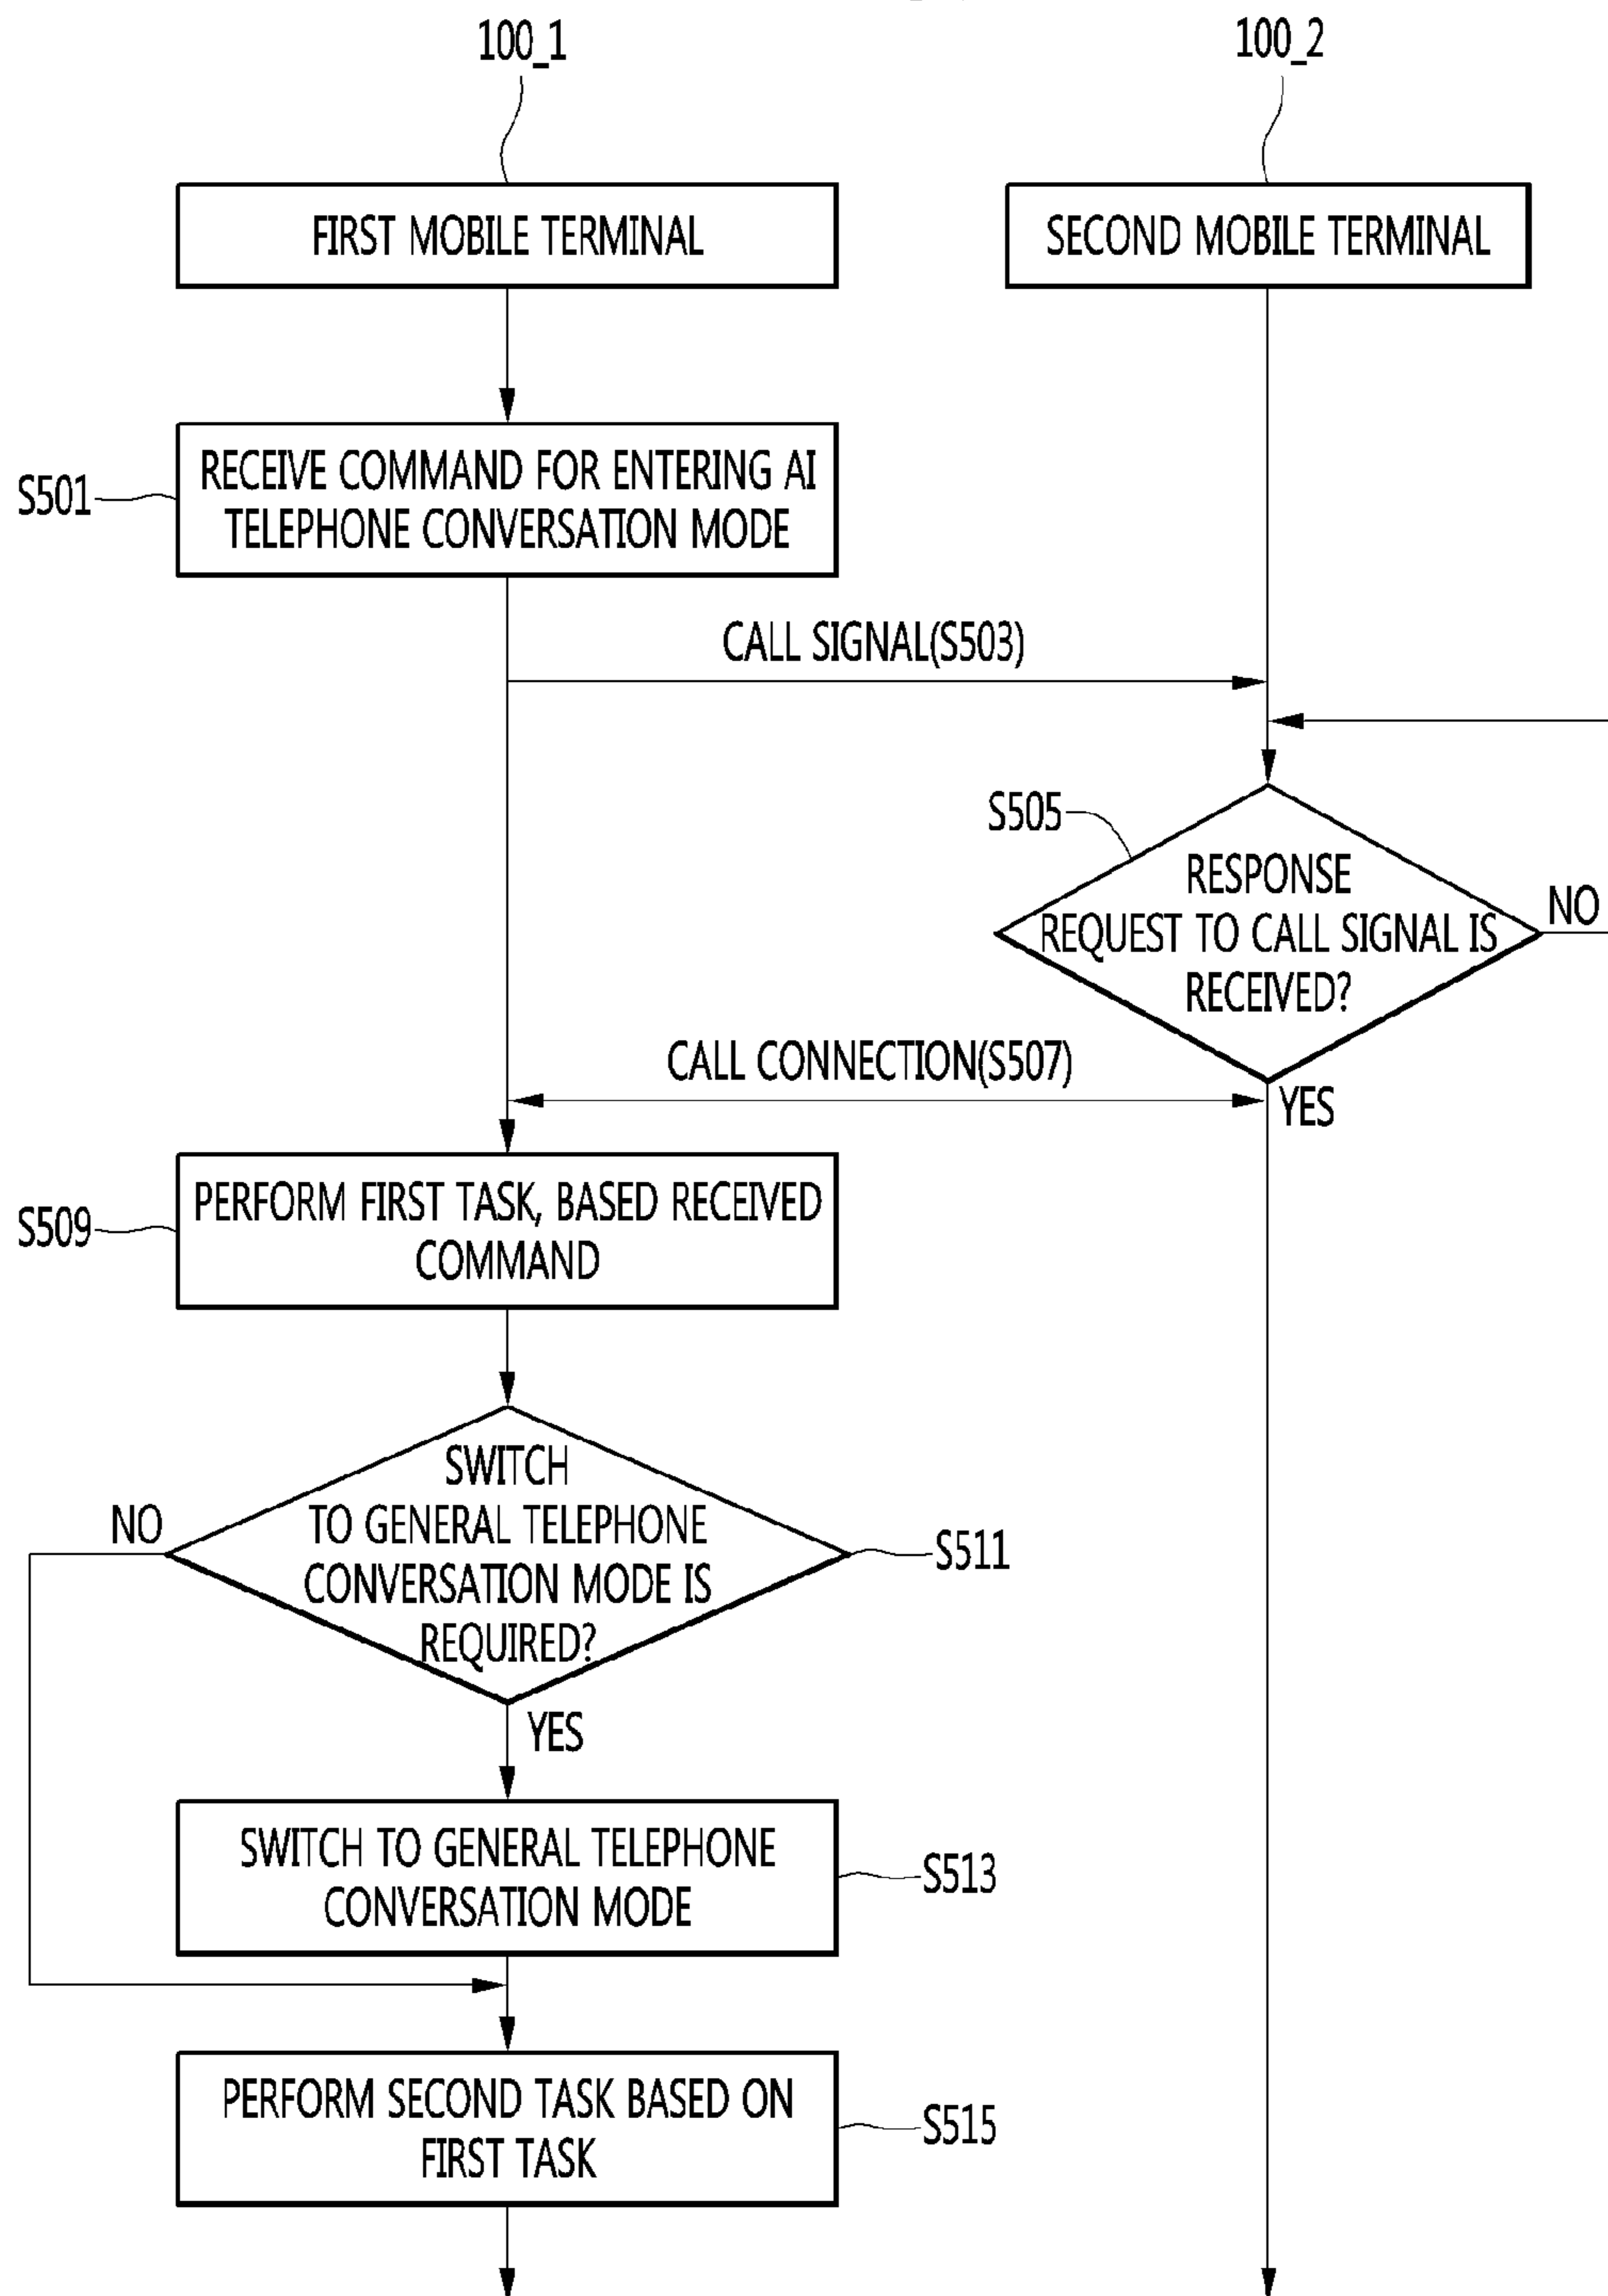 100_1
100_2
FIRST MOBILE TERMINAL
SECOND MOBILE TERMINAL
S501
RECEIVE COMMAND FOR ENTERING AI
TELEPHONE CONVERSATION MODE
CALL SIGNAL(S503)
S505
RESPONSE
REQUEST TO CALL SIGNAL IS
RECEIVED?
NO
CALL CONNECTION(S507)
YES
S509
PERFORM FIRST TASK, BASED RECEIVED
COMMAND
SWITCH
TO GENERAL TELEPHONE
CONVERSATION MODE IS
REQUIRED?
NO
S511
YES
SWITCH TO GENERAL TELEPHONE
CONVERSATION MODE
S513
PERFORM SECOND TASK BASED ON
FIRST TASK
S515